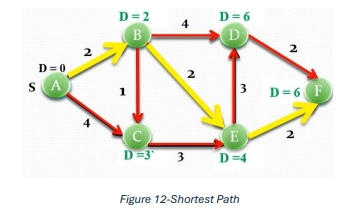 D = 2
4
D = 6
B
D
2
2
D = 0
2
S
A
1
3
D = 6
F
4
C
E
2
D =3`
3
D =4
Figure 12-Shortest Path